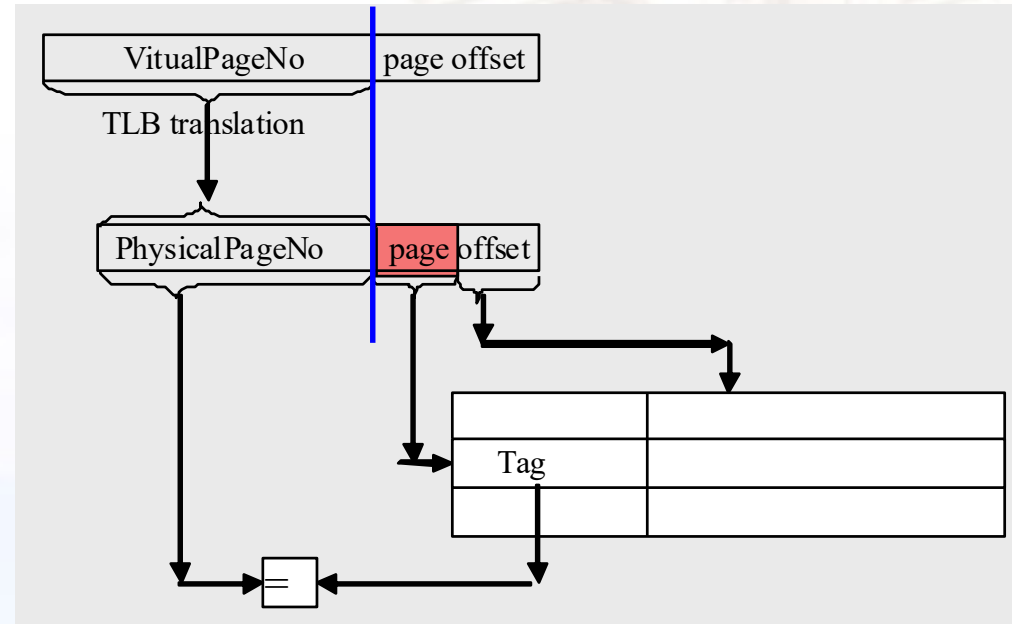 VitualPageNo page offset
TLB translation
PhysicalPageNo page offset
Tag
=